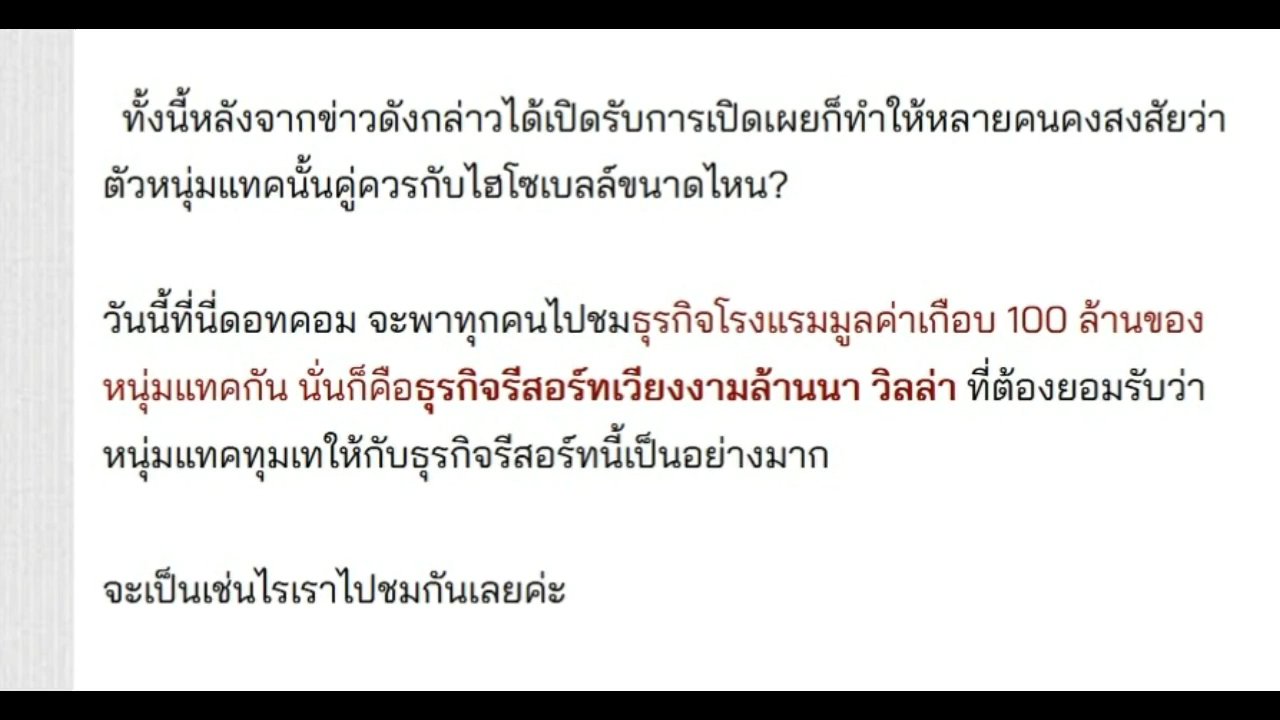 ทั้งนี้หลังจากข่าวดังกล่าวได้เปิดรับการเปิดเผยก็ทำให้หลายคนคงสงสัยว่า
ตัวหนุ่มแทคนั้นคู่ควรกับไฮโซเบลล์ขนาดไหน?
วันนี้ที่นี่ดอทคอม จะพาทุกคนไปชมธุรกิจโรงแรมมูลค่าเกือบ 100 ล้านของ
หนุ่มแทคกัน นั่นก็คือธุรกิจรีสอร์ทเวียงงามล้านนา วิลล่า ที่ต้องยอมรับว่า
หนุ่มแทคทุมเทให้กับธุรกิจรีสอร์ทนี้เป็นอย่างมาก
จะเป็นเช่นไรเราไปชมกันเลยค่ะ